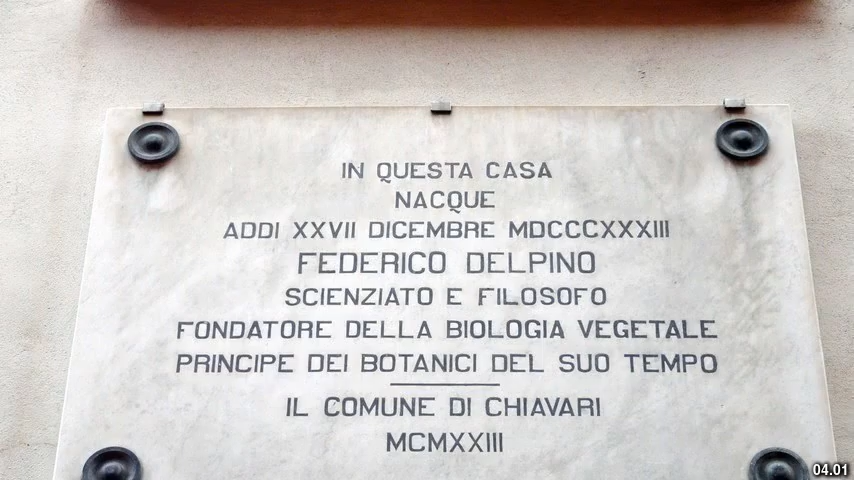 IN QUESTA CASA
NACQUE
ADDI XXVII DICEMBRE MDCCCXXXIII
FEDERICO DELPINO
SCIENZIATO E FILOSOFO
FONDATORE DELLA BIOLOGIA VEGETALE
PRINCIPE DEI BOTANICI DEL SUO TEMPO
IL COMUNE DI CHIAVARI
MCMXXIII
04.01